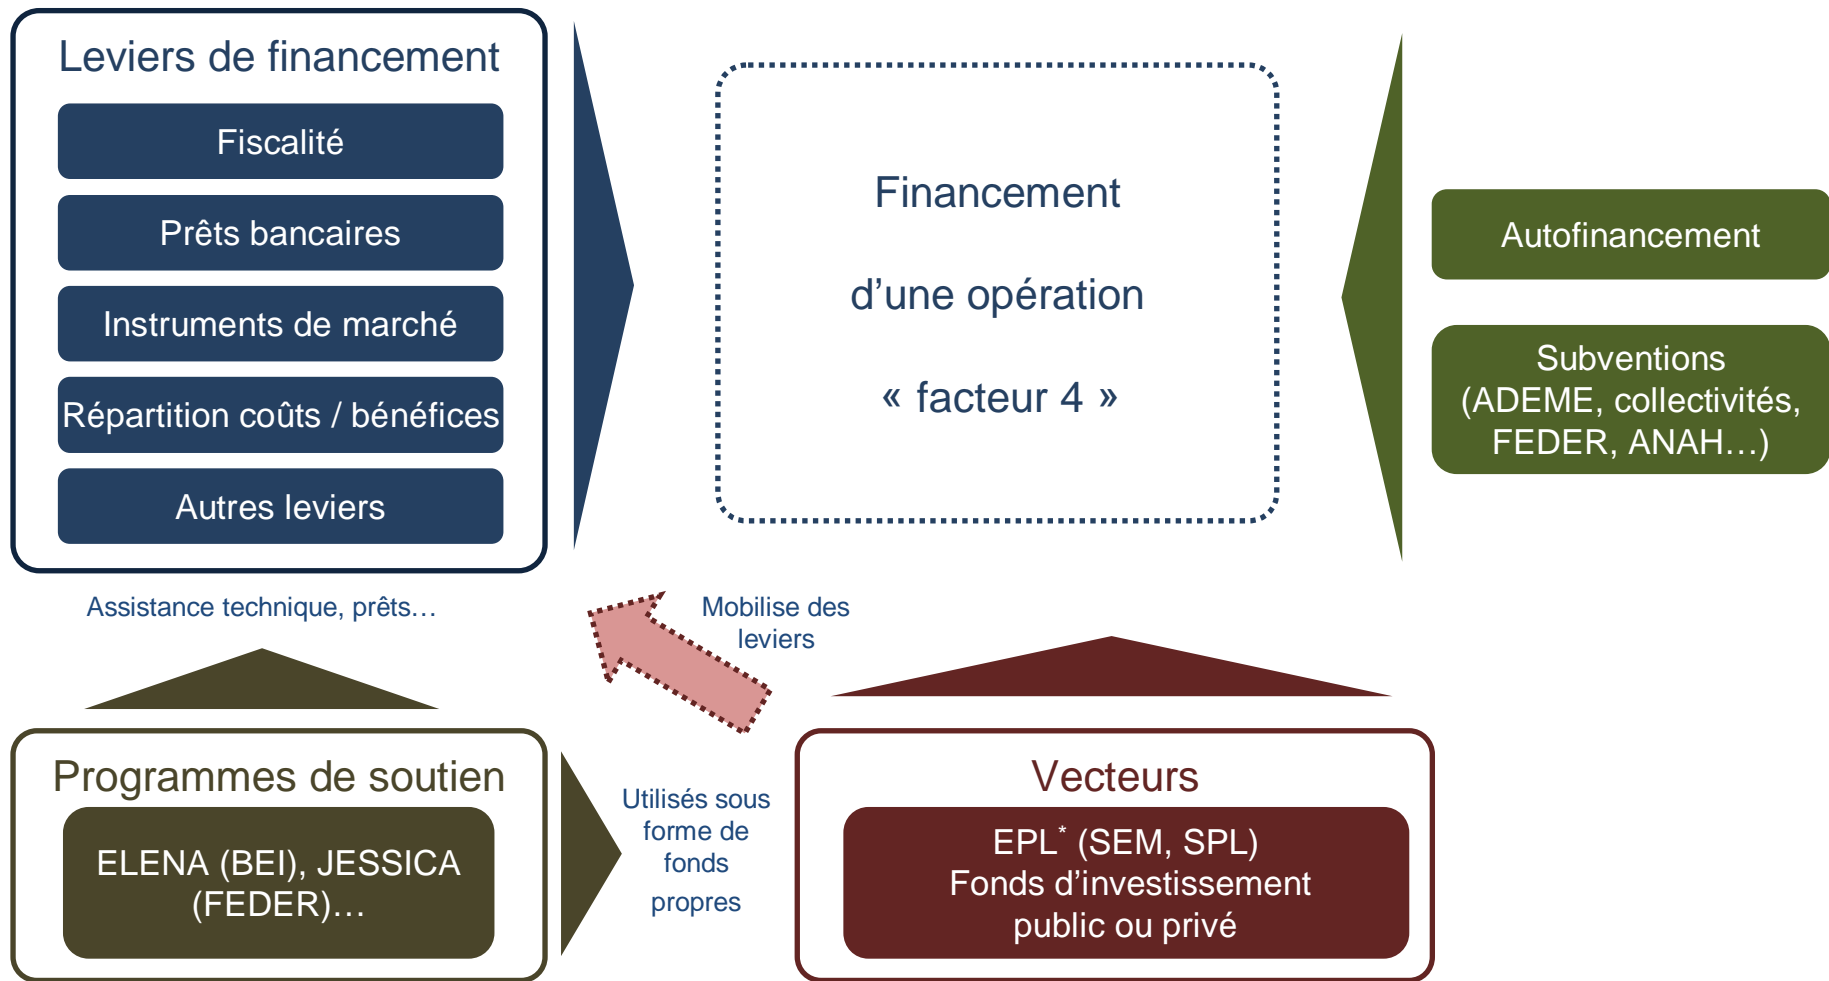 Leviers de financement
Fiscalité
Prêts bancaires
Instruments de marché
Répartition coûts / bénéfices
Autres leviers
Financement
d’une opération
« facteur 4 »
Autofinancement
Subventions
(ADEME, collectivités,
FEDER, ANAH…)
Assistance technique, prêts…
Mobilise des
leviers
Programmes de soutien
ELENA (BEI), JESSICA
(FEDER)…
Utilisés sous
forme de
fonds
propres
Vecteurs
EPL* (SEM, SPL)
Fonds d’investissement
public ou privé